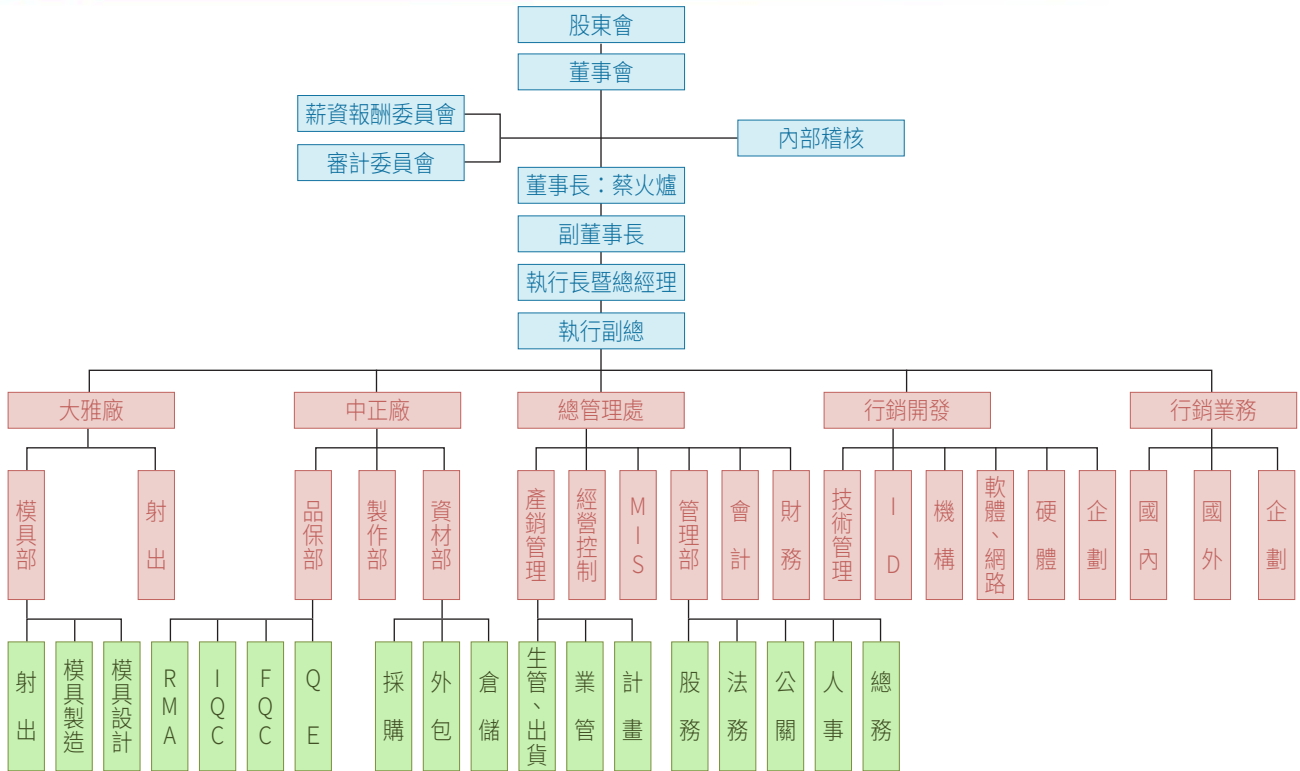 股東會
董事會
薪資報酬委員會
審計委員會
內部稽核
董事長：蔡火爐
副董事長
執行長暨總經理
執行副總
大雅廠
中正廠
總管理處
行銷開發
行銷業務
模具部
射出
品保部
製作部
資材部
產銷管理
經營控制
MIS
管理部
會計
財務
技術管理
ID
機構
軟體、網路
硬體
企劃
國內
國外
企劃
射出
模具製造
模具設計
RMA
IQC
FQC
QE
採購
外包
倉儲
生管、出貨
業管
計畫
股務
法務
公關
人事
總務